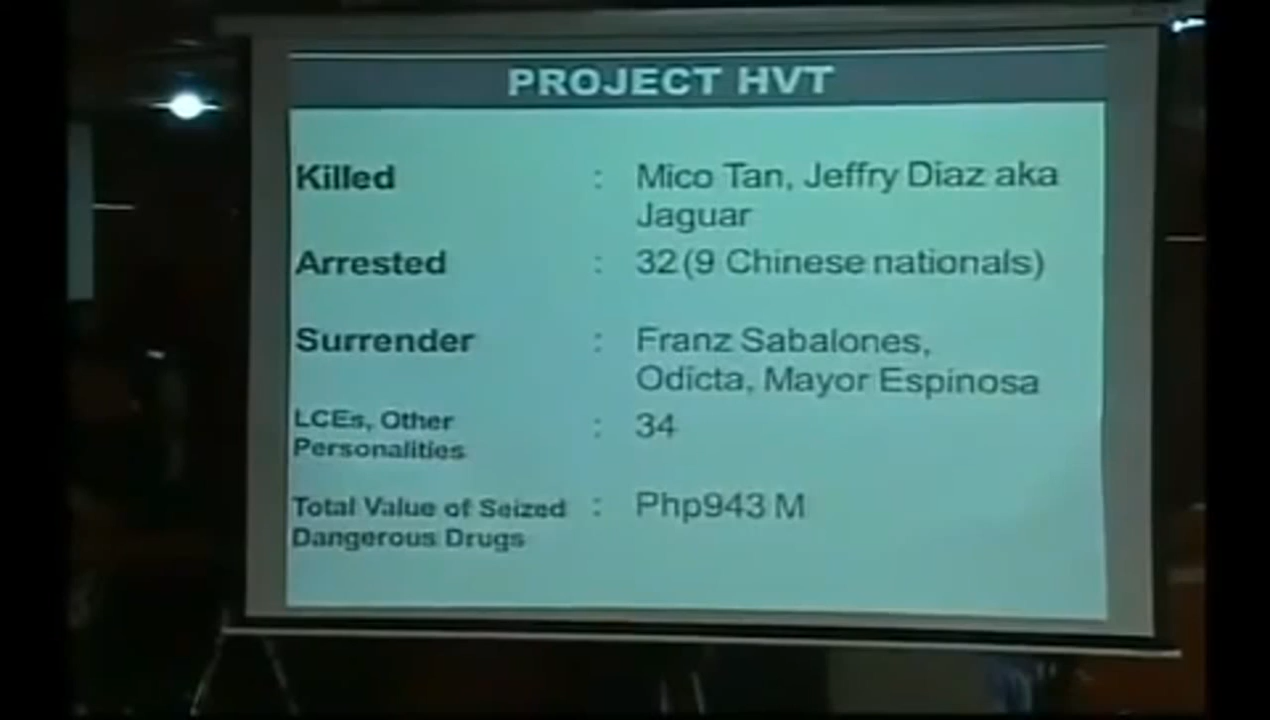 PROJECT HVT
Killed : Mico Tan, Jeffry Diaz aka
Jaguar
Arrested : 32 (9 Chinese nationals)
Surrender : Franz Sabalones,
Odicta, Mayor Espinosa
LCEs, Other
Personalities : 34
Total Value of Seized
Dangerous Drugs : Php943 M